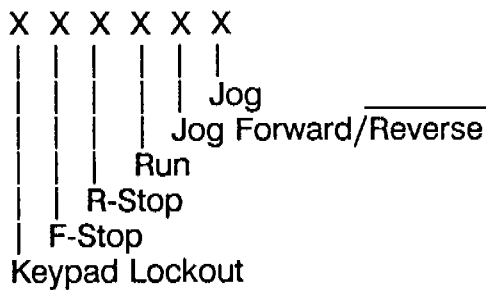 X X X X X X
Jog
Jog Forward/Reverse
Run
R-Stop
F-Stop
Keypad Lockout